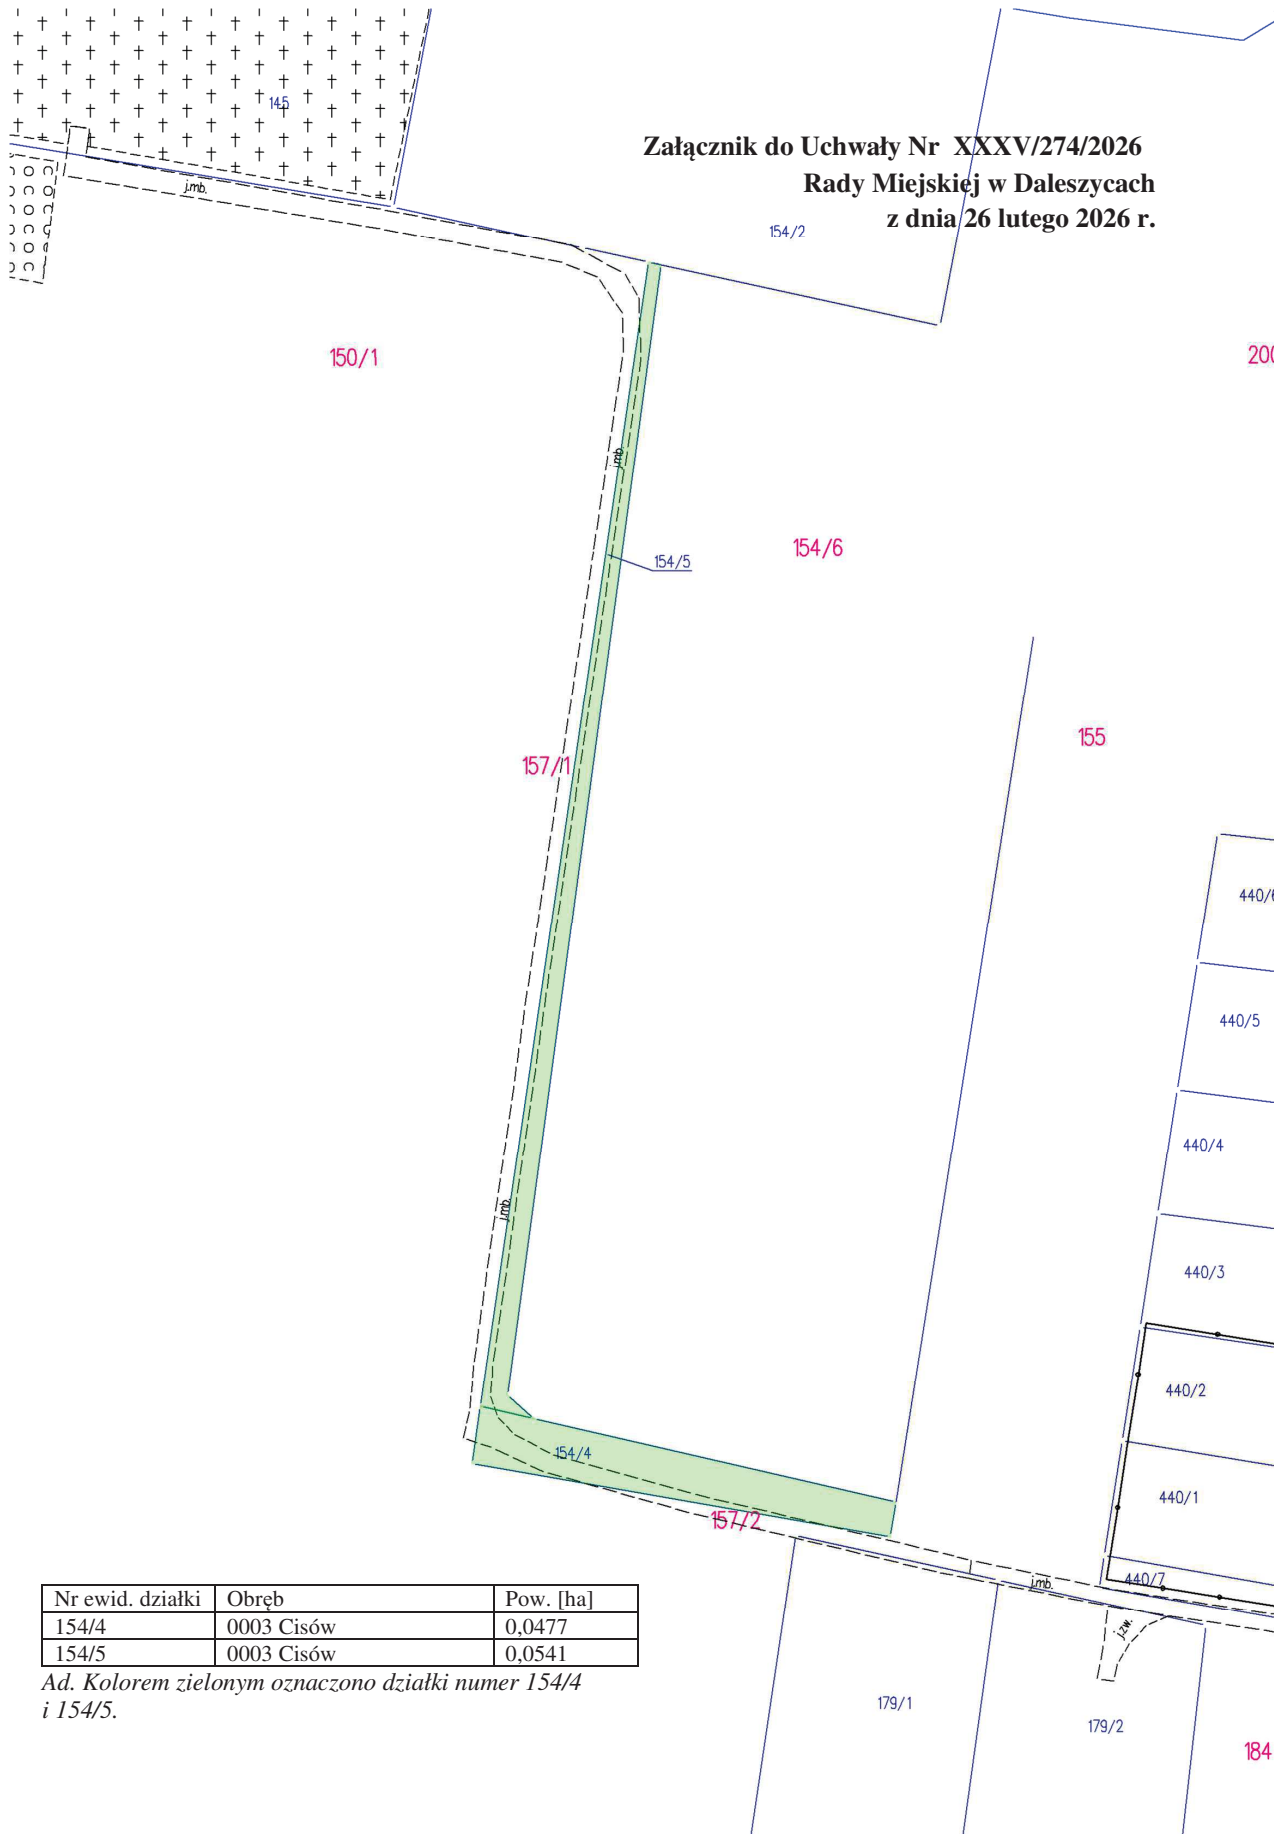 145
j.mb.
Załącznik do Uchwały Nr XXXV/274/2026
Rady Miejskiej w Daleszycach
z dnia 26 lutego 2026 r.
154/2
150/1
j.mb.
154/6
154/5
157/1
155
440/5
440/4
j.mb.
440/3
440/2
154/4
440/1
157/2
j.mb.
440/7
j.zw.
Nr ewid. działki Obręb Pow. [ha]
154/4 0003 Cisów 0,0477
154/5 0003 Cisów 0,0541
Ad. Kolorem zielonym oznaczono działki numer 154/4
i 154/5.
179/1
179/2
184